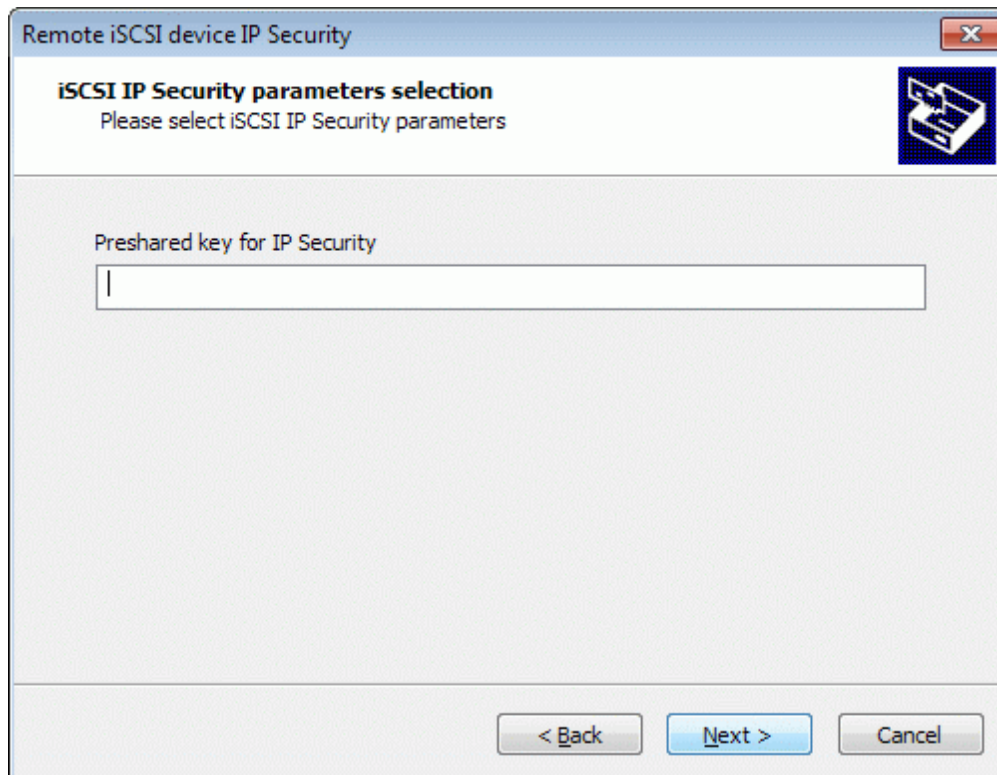 Remote iSCSI device IP Security
iSCSI IP Security parameters selection
Please select iSCSI IP Security parameters
Preshared key for IP Security
< Back
Next >
Cancel